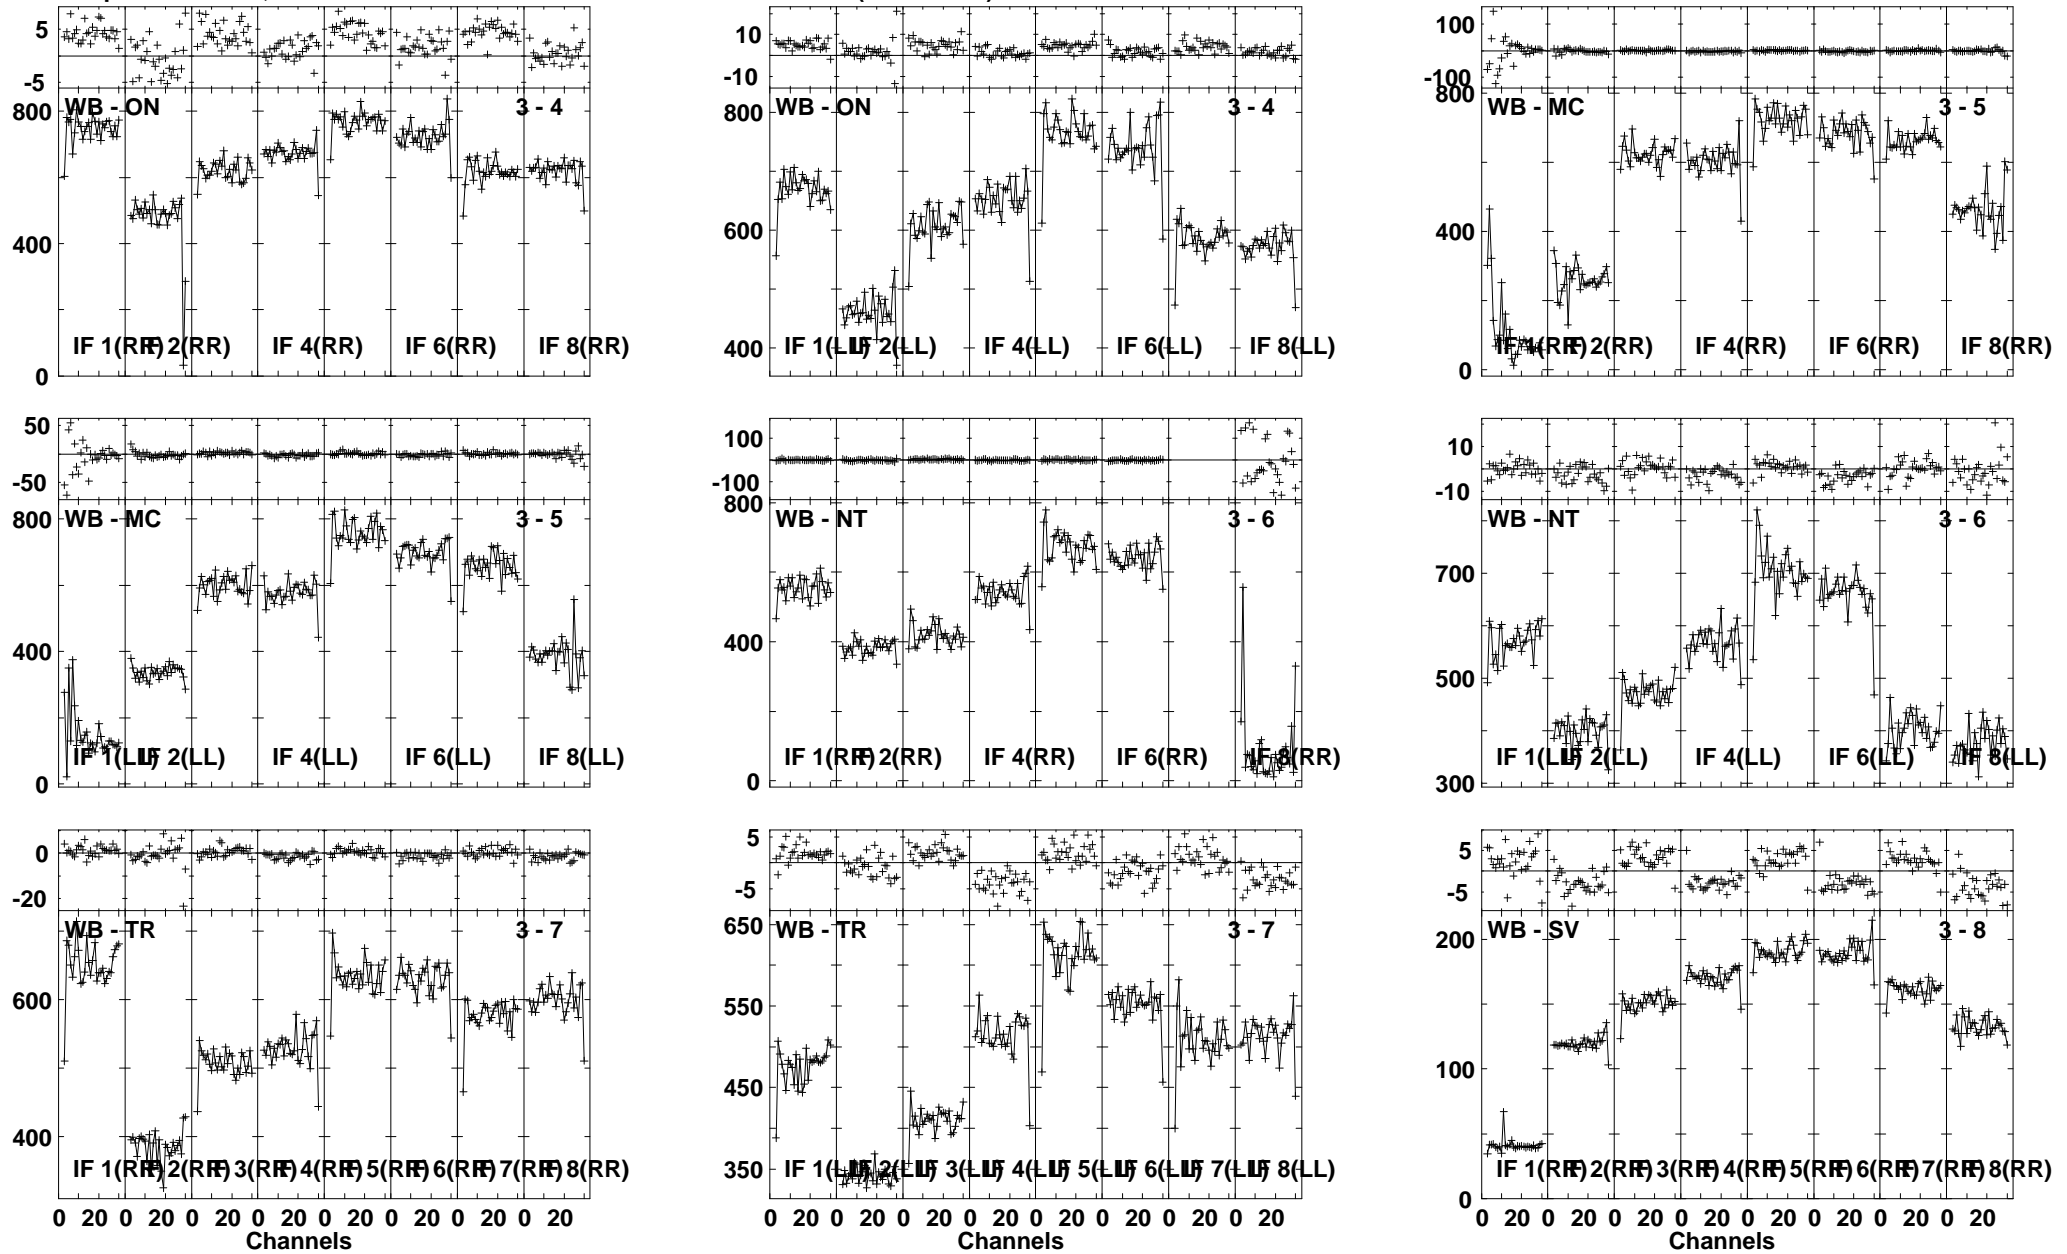 5
-5
800
400
0
WB - ON
3 - 4
IF 1(RR)
IF 2(RR)
IF 4(RR)
IF 6(RR)
IF 8(RR)
10
-10
800
600
400
WB - ON
3 - 4
IF 1(LL)
IF 2(LL)
IF 4(LL)
IF 6(LL)
IF 8(LL)
100
-100
800
400
0
WB - MC
3 - 5
IF 1(RR)
IF 2(RR)
IF 4(RR)
IF 6(RR)
IF 8(RR)
50
-50
800
400
0
WB - MC
3 - 5
IF 1(LL)
IF 2(LL)
IF 4(LL)
IF 6(LL)
IF 8(LL)
100
-100
800
400
0
WB - NT
3 - 6
IF 1(RR)
IF 2(RR)
IF 4(RR)
IF 6(RR)
IF 8(RR)
10
-10
700
500
300
WB - NT
3 - 6
IF 1(LL)
IF 2(LL)
IF 4(LL)
IF 6(LL)
IF 8(LL)
0
-20
600
400
WB - TR
3 - 7
IF 1(RR)
IF 2(RR)
IF 3(RR)
IF 4(RR)
IF 5(RR)
IF 6(RR)
IF 7(RR)
IF 8(RR)
0 20 0 20 0 20 0 20 0 20 0 20 0 20 0 20
Channels
5
-5
650
550
450
350
WB - TR
3 - 7
IF 1(LL)
IF 2(LL)
IF 3(LL)
IF 4(LL)
IF 5(LL)
IF 6(LL)
IF 7(LL)
IF 8(LL)
0 20 0 20 0 20 0 20 0 20 0 20 0 20 0 20
Channels
5
-5
200
100
0
WB - SV
3 - 8
IF 1(RR)
IF 2(RR)
IF 3(RR)
IF 4(RR)
IF 5(RR)
IF 6(RR)
IF 7(RR)
IF 8(RR)
0 20 0 20 0 20 0 20 0 20 0 20 0 20 0 20
Channels